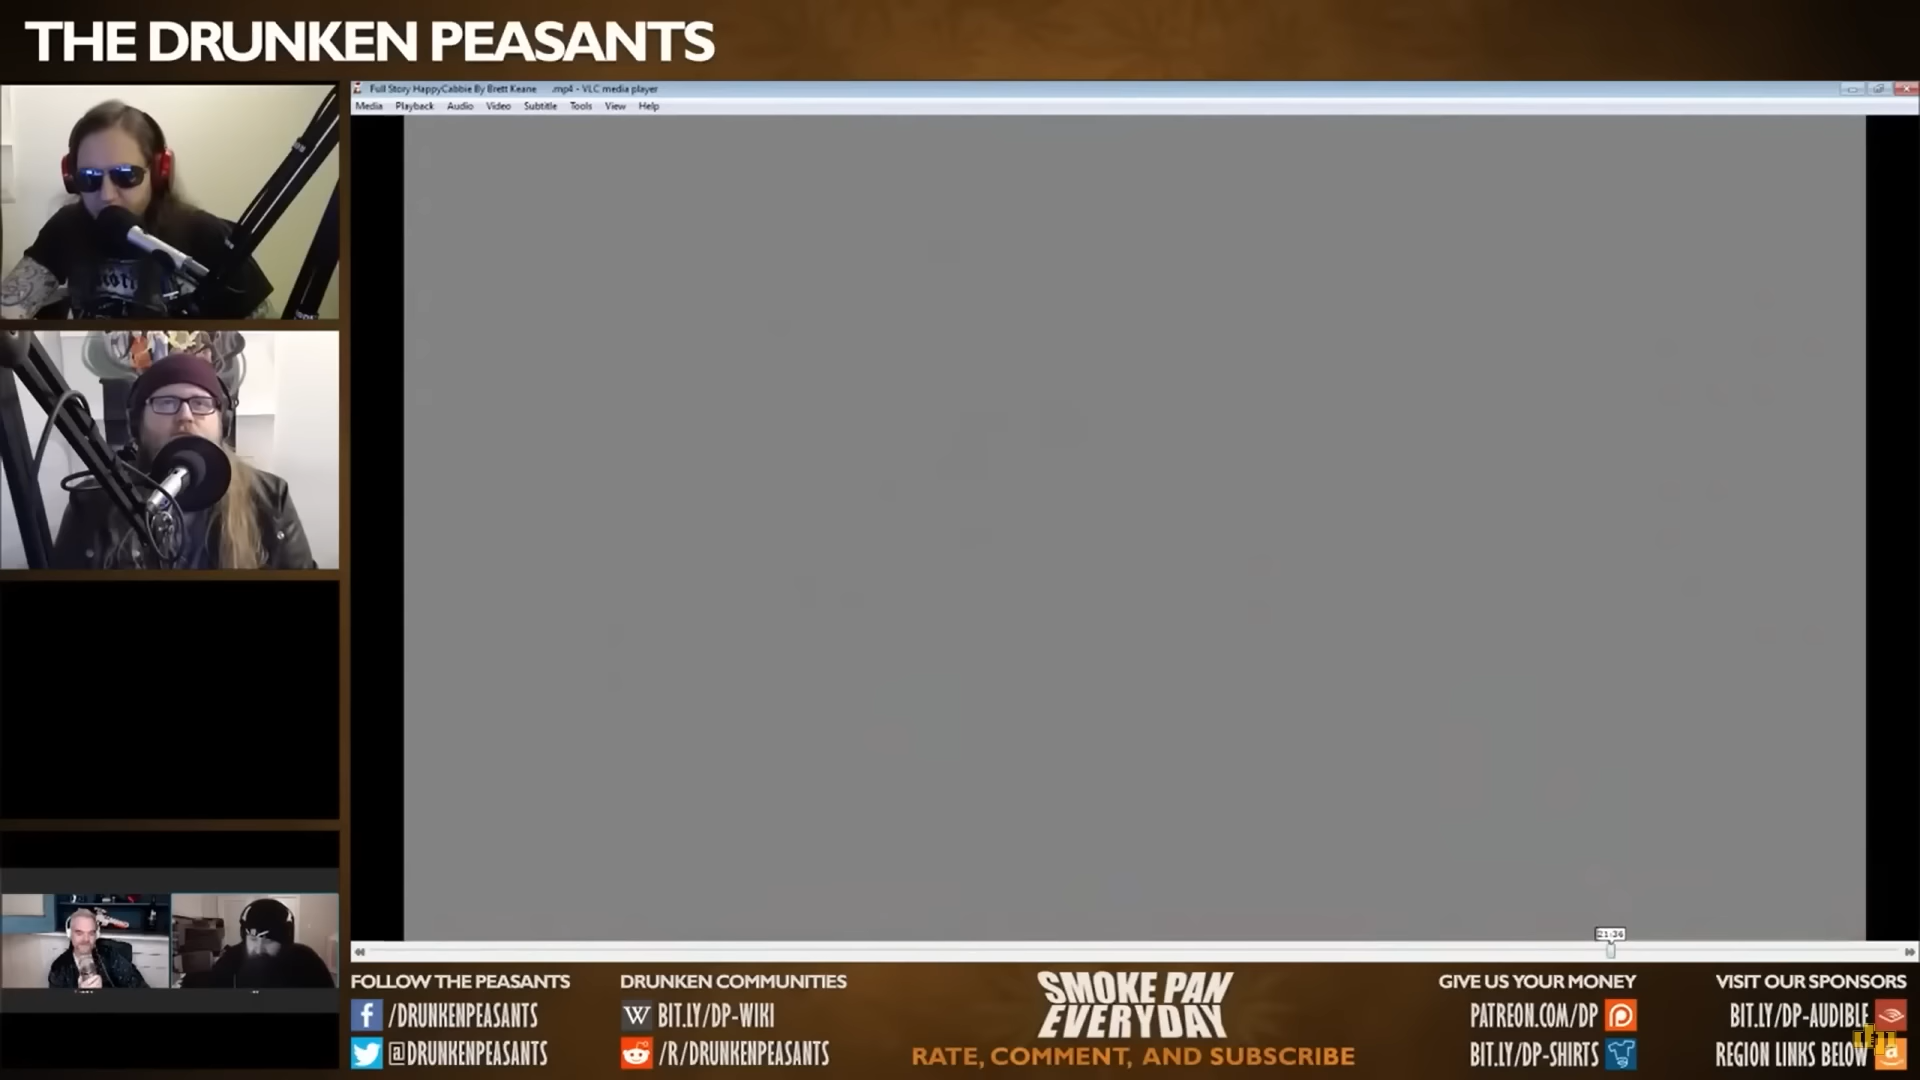 THE DRUNKEN PEASANTS
Full Story HappyCabbie By Brett Keane .mp4 - VLC media player
Media Playback Audio Video Subtitle Tools View Help
21:36
FOLLOW THE PEASANTS
/DRUNKENPEASANTS
@DRUNKENPEASANTS
DRUNKEN COMMUNITIES
W BIT.LY/DP-WIKI
/R/DRUNKENPEASANTS
SMOKE PAN
EVERYDAY
RATE, COMMENT, AND SUBSCRIBE
GIVE US YOUR MONEY
PATREON.COM/DP
BIT.LY/DP-SHIRTS
VISIT OUR SPONSORS
BIT.LY/DP-AUDIBLE
REGION LINKS BELOW